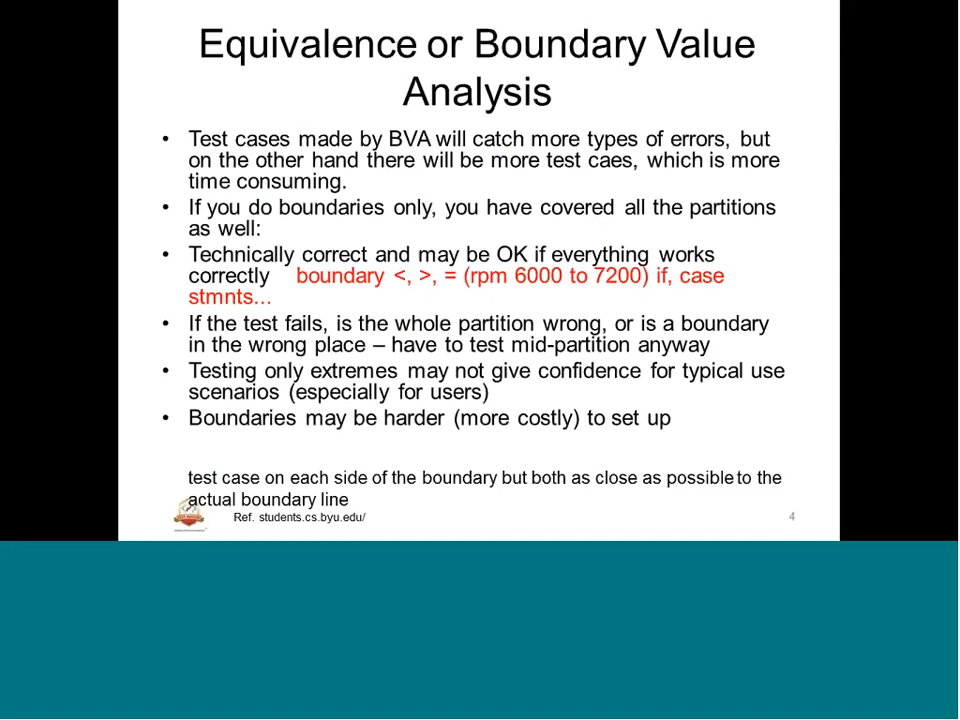 Equivalence or Boundary Value
Analysis
• Test cases made by BVA will catch more types of errors, but
on the other hand there will be more test caes, which is more
time consuming.
• If you do boundaries only, you have covered all the partitions
as well:
• Technically correct and may be OK if everything works
correctly boundary <, >, = (rpm 6000 to 7200) if, case
stmnts...
• If the test fails, is the whole partition wrong, or is a boundary
in the wrong place – have to test mid-partition anyway
• Testing only extremes may not give confidence for typical use
scenarios (especially for users)
• Boundaries may be harder (more costly) to set up
test case on each side of the boundary but both as close as possible to the
actual boundary line
Ref. students.cs.byu.edu/
4